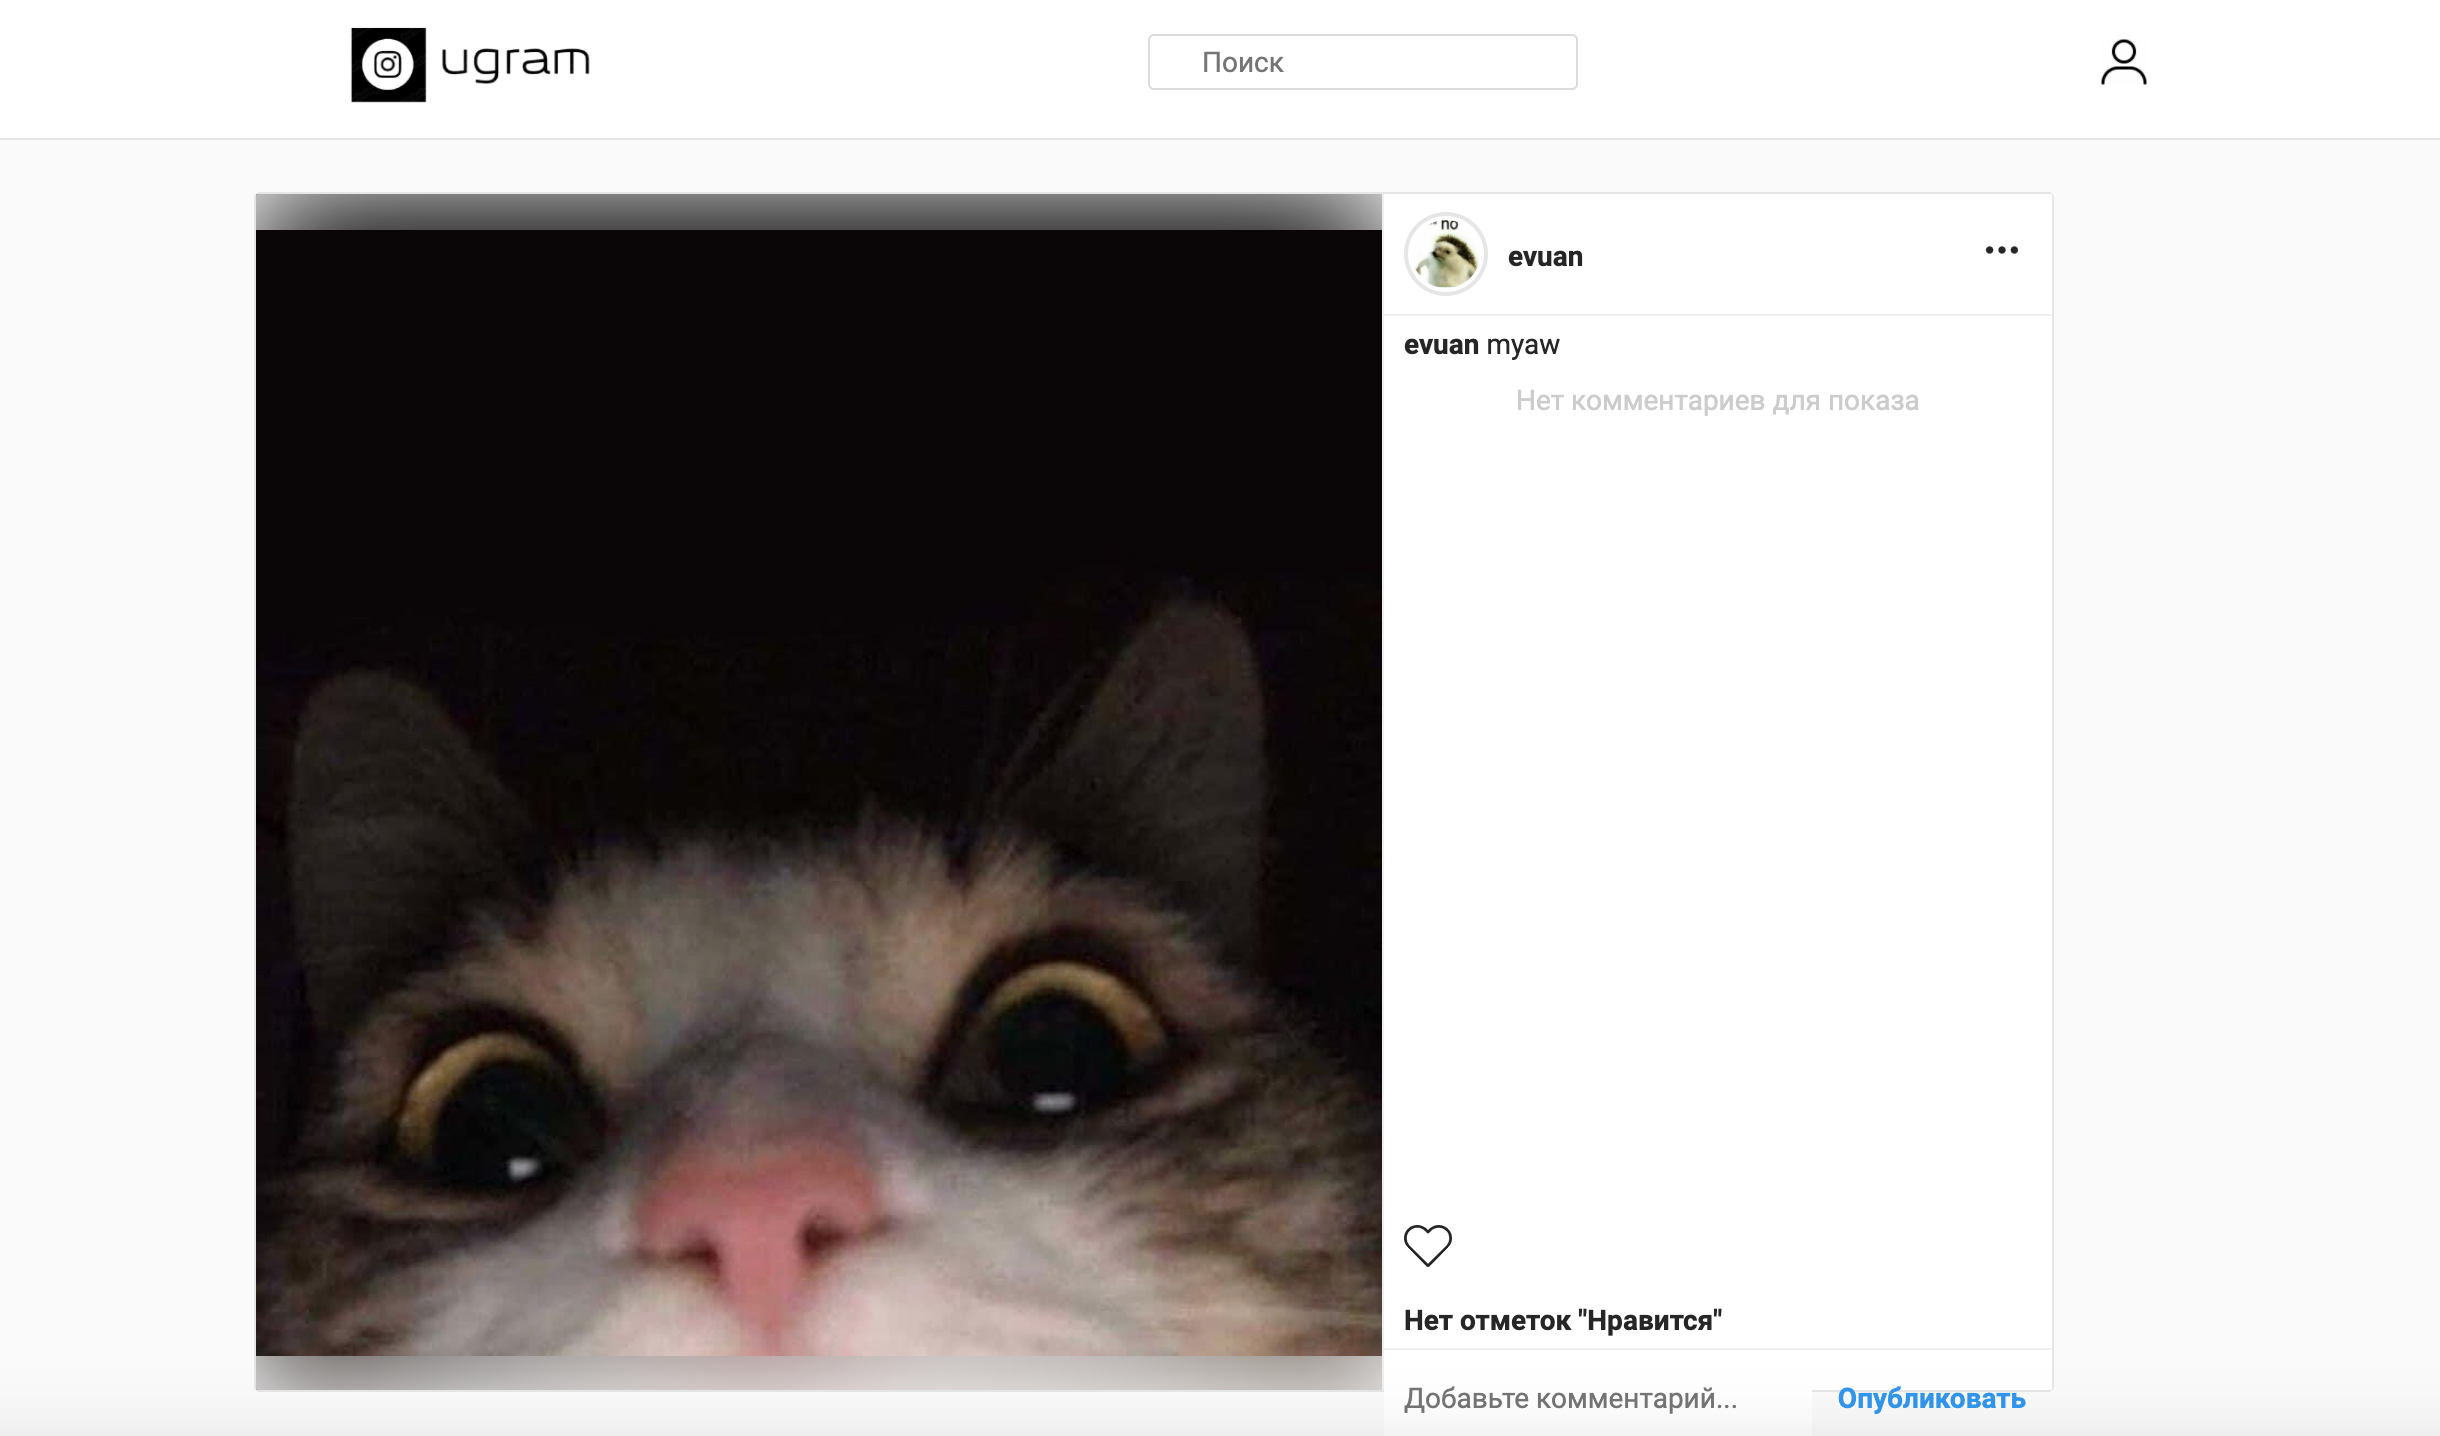 ugram
Поиск
no
evuan
evuan myaw
Нет комментариев для показа
Нет отметок "Нравится"
Добавьте комментарий...
Опубликовать